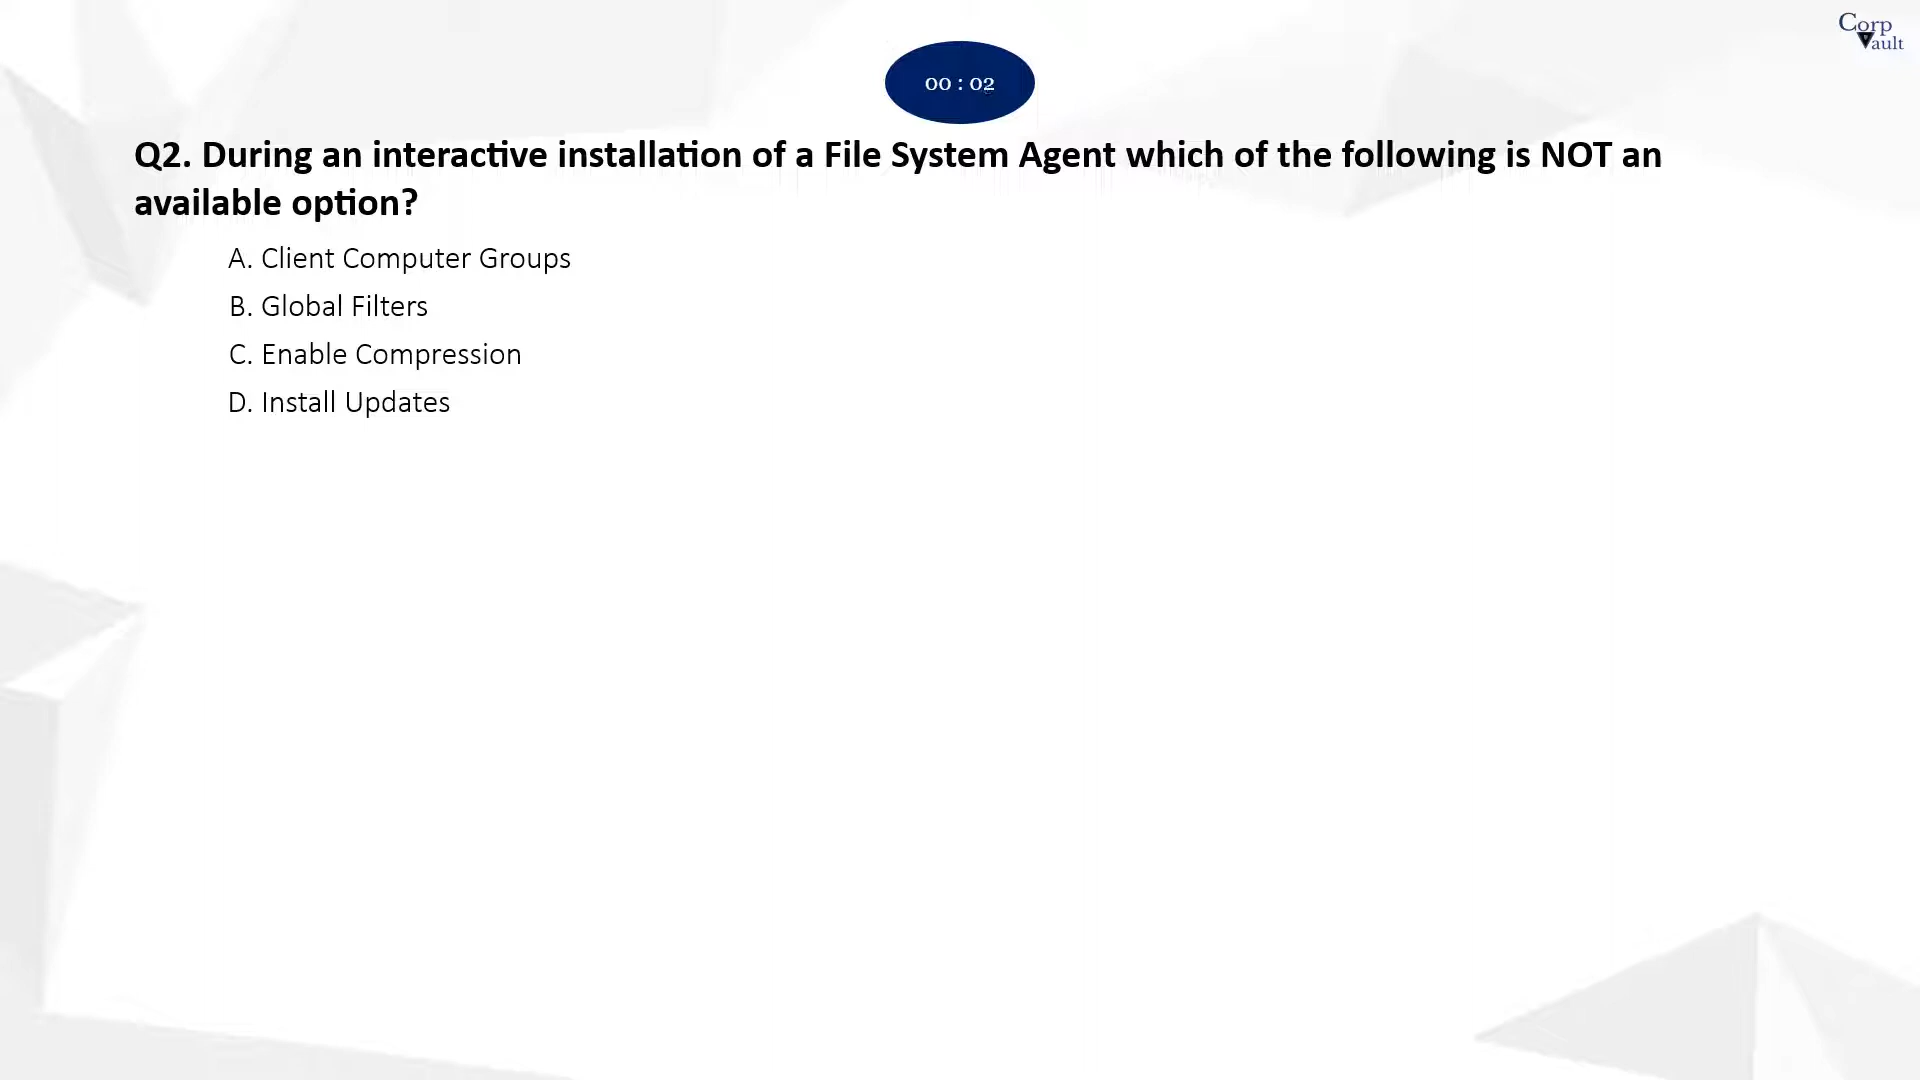 Corp
Vault
00 : 02
Q2. During an interactive installation of a File System Agent which of the following is NOT an
available option?
A. Client Computer Groups
B. Global Filters
C. Enable Compression
D. Install Updates